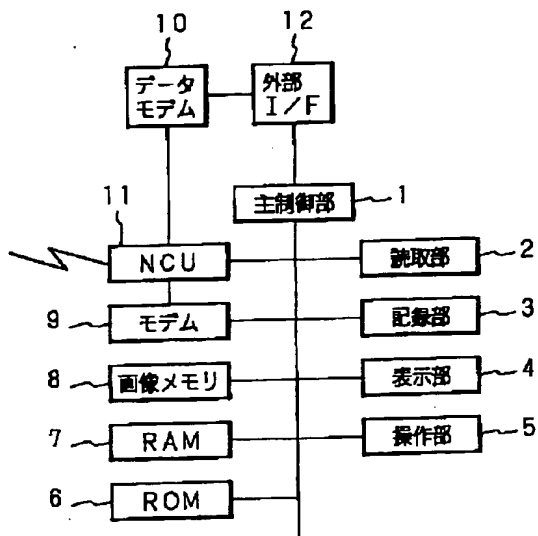 10
12
データ
モデム
外部
I/F
主制御部
1
11
NCU
読取部
2
9
モデム
記録部
3
8
画像メモリ
表示部
4
7
RAM
操作部
5
6
ROM